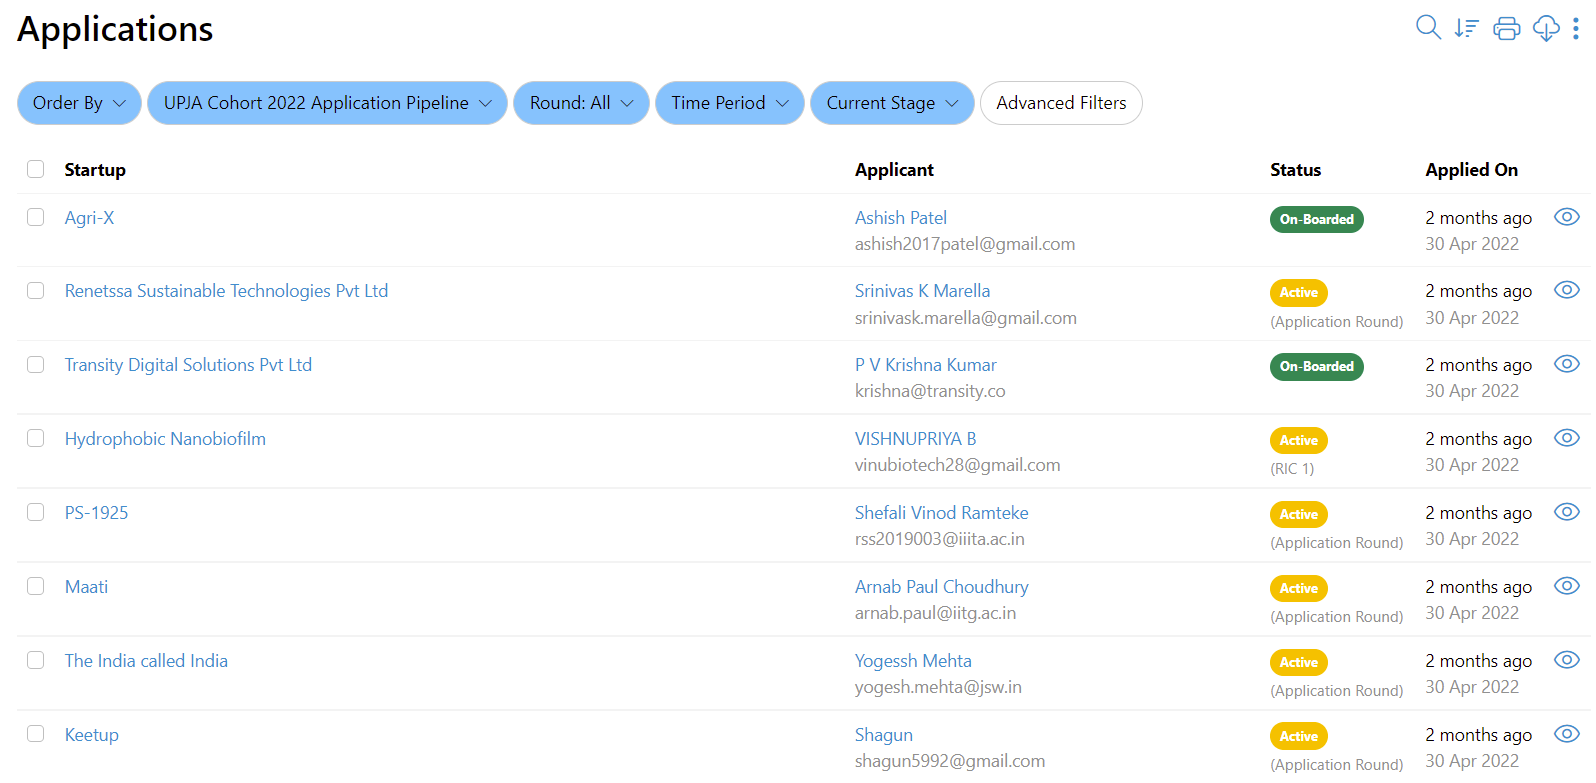 Applications
Order By
UPJA Cohort 2022 Application Pipeline
Round: All
Time Period
Current Stage
Advanced Filters
Startup Applicant Status Applied On
Agri-X Ashish Patel On-Boarded 2 months ago
ashish2017patel@gmail.com 30 Apr 2022
Renetssa Sustainable Technologies Pvt Ltd Srinivas K Marella Active 2 months ago
srinivask.marella@gmail.com (Application Round) 30 Apr 2022
Transity Digital Solutions Pvt Ltd P V Krishna Kumar On-Boarded 2 months ago
krishna@transity.co 30 Apr 2022
Hydrophobic Nanobiofilm VISHNUPRIYA B Active 2 months ago
vinubiotech28@gmail.com (RIC 1) 30 Apr 2022
PS-1925 Shefali Vinod Ramteke Active 2 months ago
rss2019003@iiita.ac.in (Application Round) 30 Apr 2022
Maati Arnab Paul Choudhury Active 2 months ago
arnab.paul@iitg.ac.in (Application Round) 30 Apr 2022
The India called India Yogessh Mehta Active 2 months ago
yogesh.mehta@jsw.in (Application Round) 30 Apr 2022
Keetup Shagun Active 2 months ago
shagun5992@gmail.com (Application Round) 30 Apr 2022